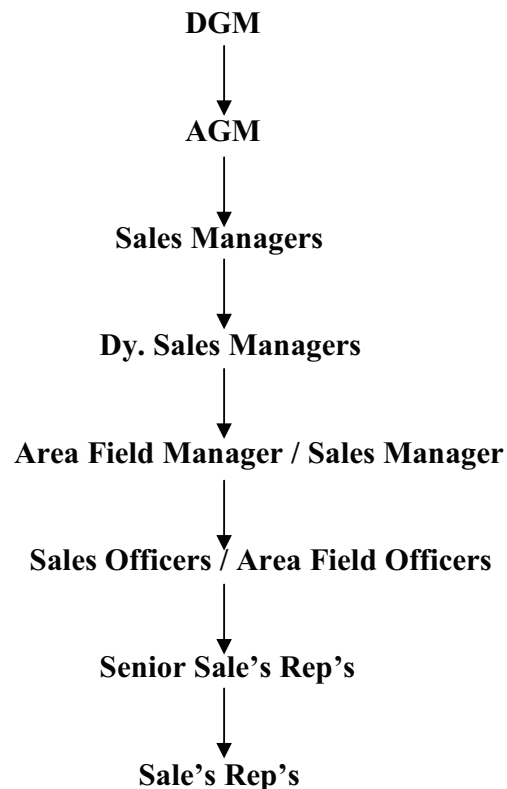 DGM
AGM
Sales Managers
Dy. Sales Managers
Area Field Manager / Sales Manager
Sales Officers / Area Field Officers
Senior Sale’s Rep’s
Sale’s Rep’s